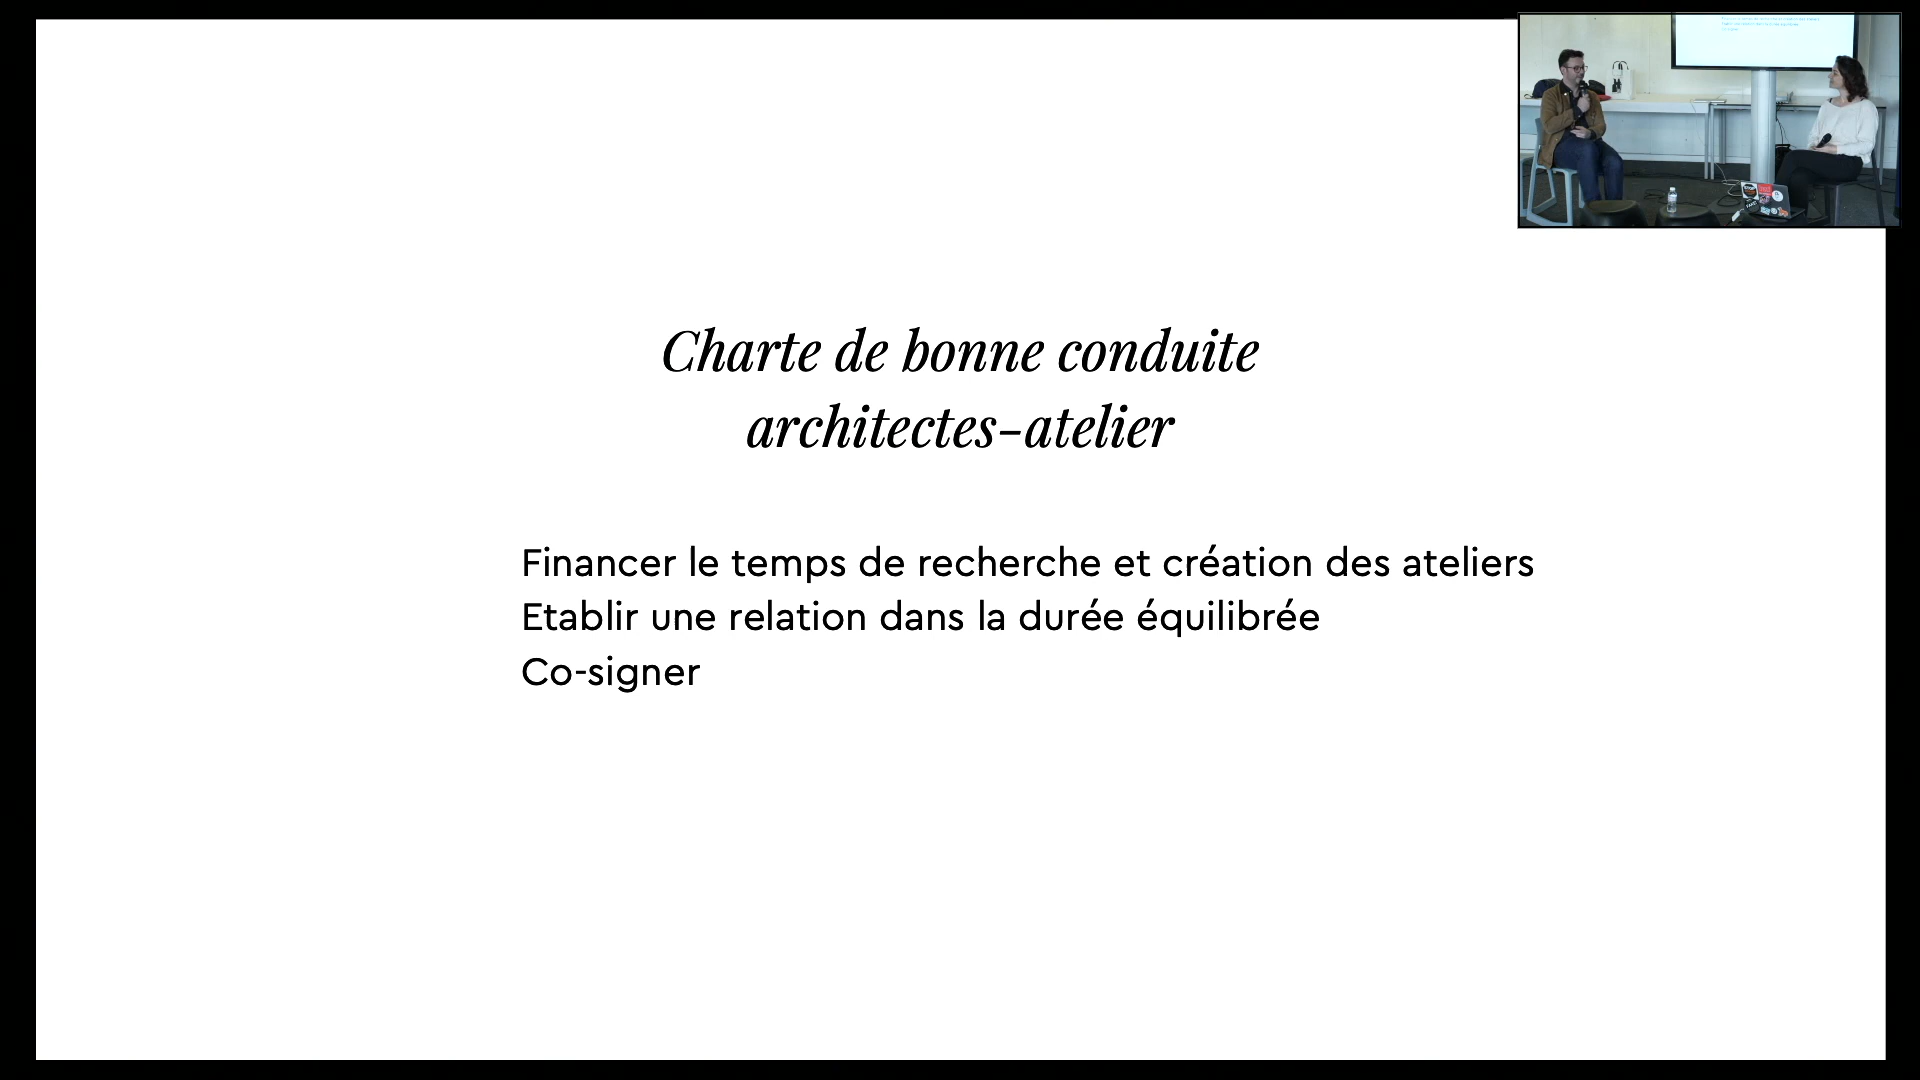 Charte de bonne conduite
architectes-atelier
Financer le temps de recherche et création des ateliers
Etablir une relation dans la durée équilibrée
Co-signer